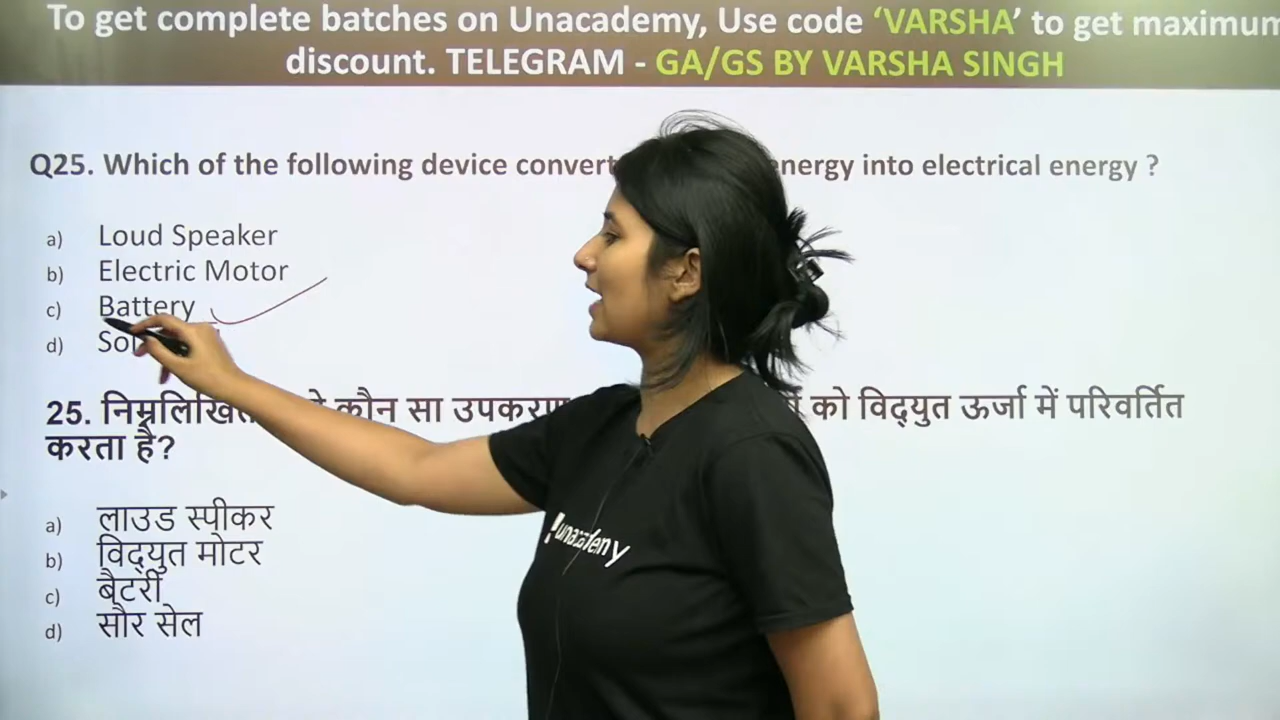 To get complete batches on Unacademy, Use code ‘VARSHA’ to get maximum
discount. TELEGRAM - GA/GS BY VARSHA SINGH
Q25. Which of the following device convert energy into electrical energy ?
a) Loud Speaker
b) Electric Motor
c) Battery
d)
25. कौन सा उपकरण को विद्युत ऊर्जा में परिवर्तित
करता है?
a) लाउड स्पीकर
b) विद्युत मोटर
c) बैटरी
d) सौर सेल
unacademy